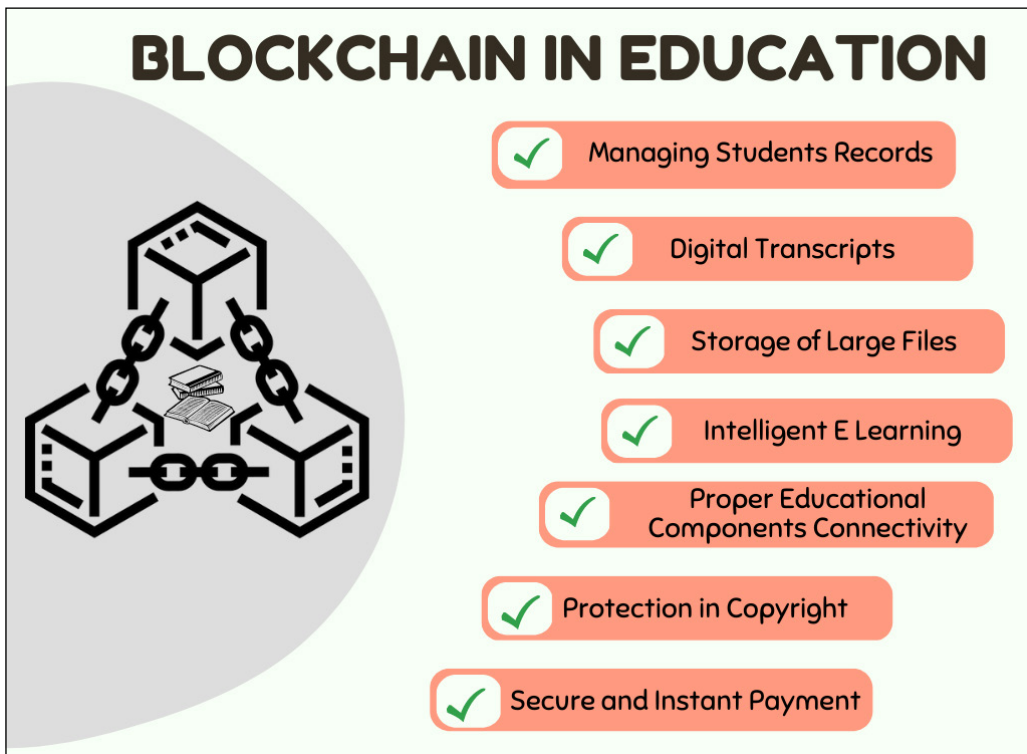 BLOCKCHAIN IN EDUCATION
Managing Students Records
Digital Transcripts
Storage of Large Files
Intelligent E Learning
Proper Educational
Components Connectivity
Protection in Copyright
Secure and Instant Payment